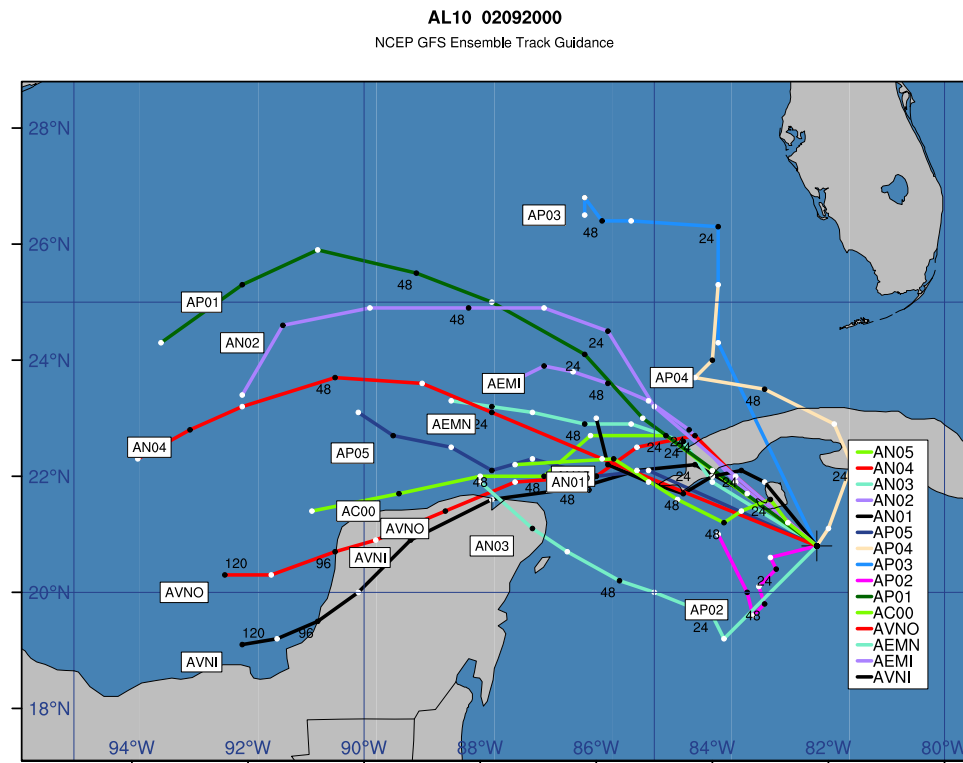 AL10 02092000
NCEP GFS Ensemble Track Guidance
28°N
AP03
48
24
26°N
AP01
48
AN02
48
24
24°N
AEMI
24
AP04
48
48
AEMN
24
48
24
24
24
AN04
AP05
22°N
AN01
48
48
24
24
24
AC00
AVNO
48
AN03
96
AVNI
120
AVNO
20°N
48
AP02
24
48
24
120
96
AVNI
18°N
AN05
AN04
AN03
AN02
AN01
AP05
AP04
AP03
AP02
AP01
AC00
AVNO
AEMN
AEMI
AVNI
94°W
92°W
90°W
88°W
86°W
84°W
82°W
80°W